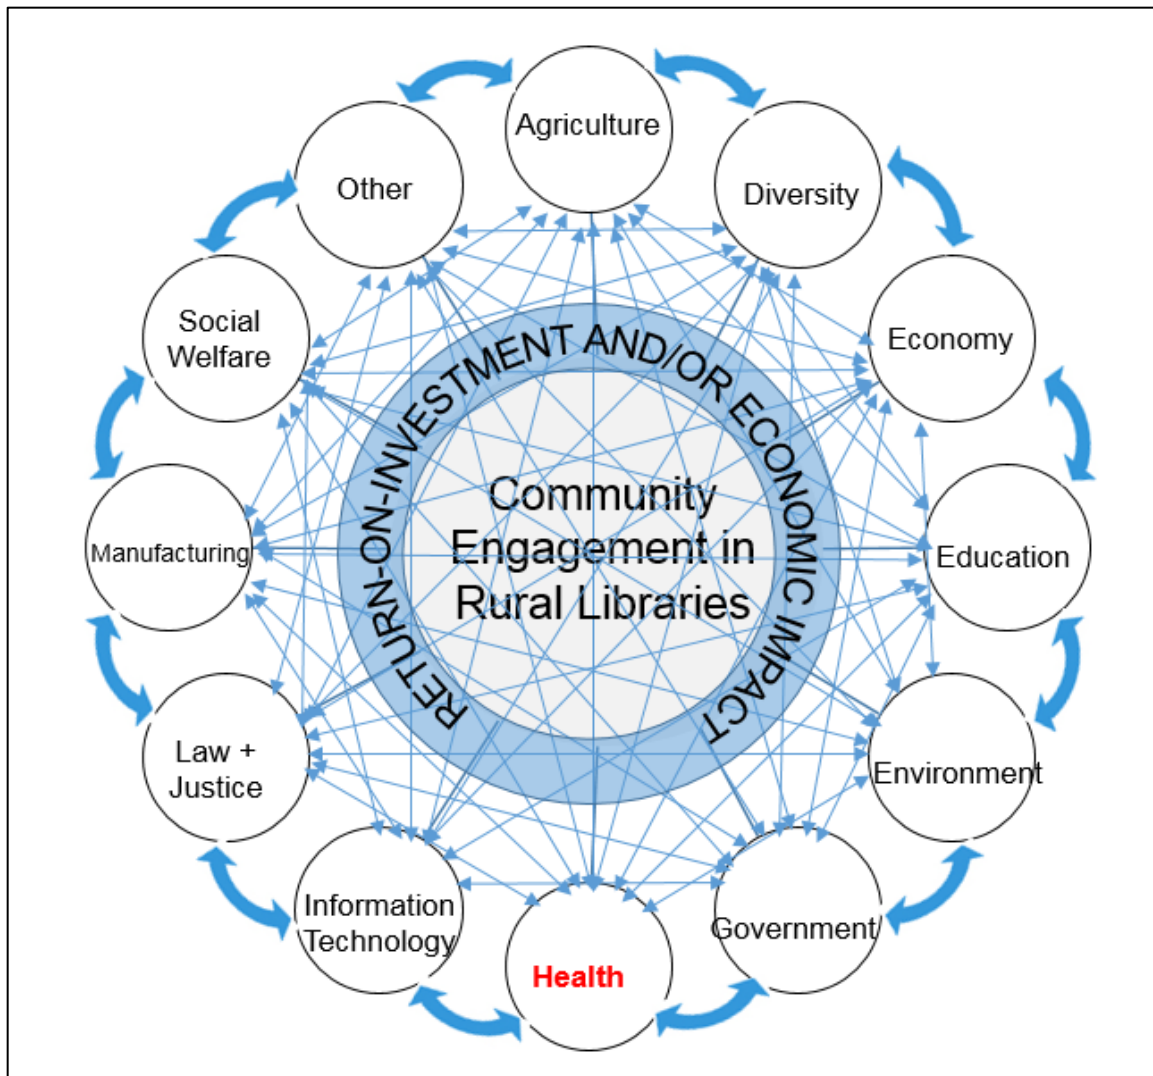 Agriculture
Diversity
Economy
Education
Environment
Government
Health
Information
Technology
Law +
Justice
Manufacturing
Social
Welfare
Other
RETURN-ON-INVESTMENT AND/OR ECONOMIC IMPACT
Community
Engagement in
Rural Libraries